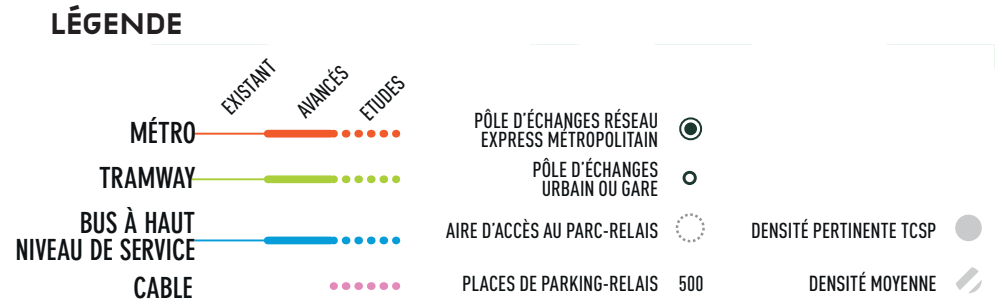 LÉGENDE
EXISTANT
AVANCÉS
ETUDES
MÉTRO
TRAMWAY
BUS À HAUT
NIVEAU DE SERVICE
CABLE
PÔLE D'ÉCHANGES RÉSEAU
EXPRESS MÉTROPOLITAIN
PÔLE D'ÉCHANGES
URBAIN OU GARE
AIRE D'ACCÈS AU PARC-RELAIS
PLACES DE PARKING-RELAIS 500
DENSITÉ PERTINENTE TCSP
DENSITÉ MOYENNE